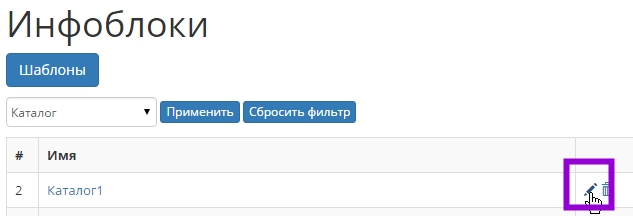 Инфоблоки
Шаблоны
Каталог Применить Сбросить фильтр
# Имя
2 Каталог1